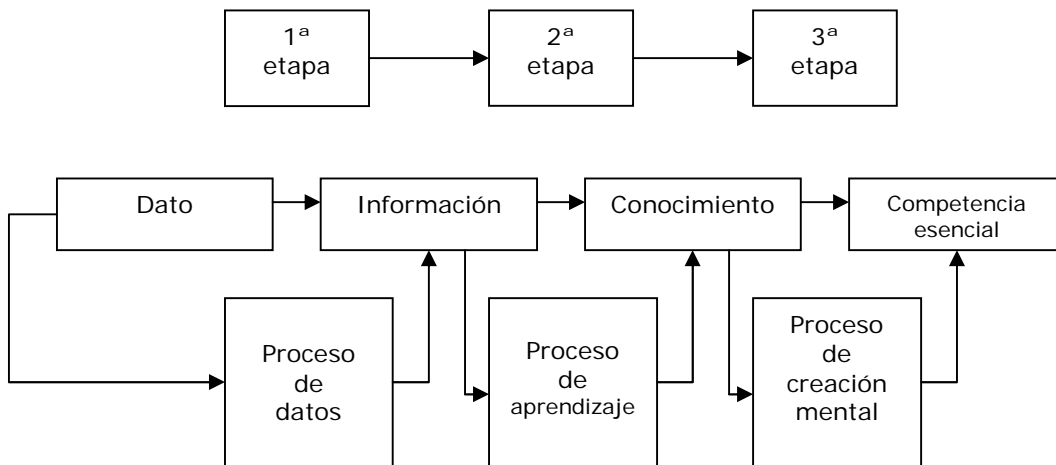 1ª
etapa
2ª
etapa
3ª
etapa
Dato
Información
Conocimiento
Competencia
esencial
Proceso
de
datos
Proceso
de
aprendizaje
Proceso
de
creación
mental